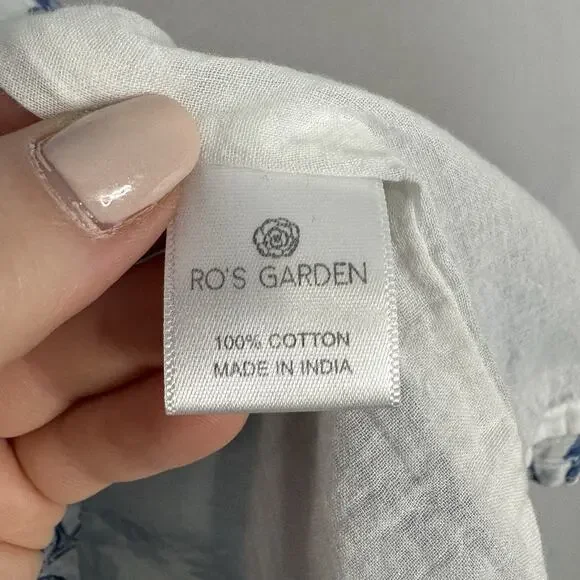 RO'S GARDEN
100% COTTON
MADE IN INDIA